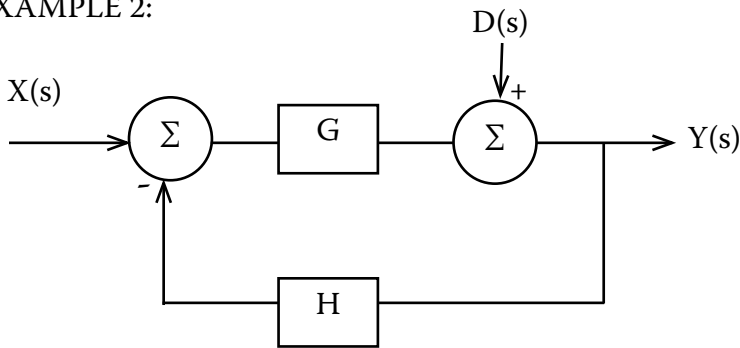 XAMPLE 2:
D(s)
+
X(s)
Σ
G
Σ
Y(s)
-
H